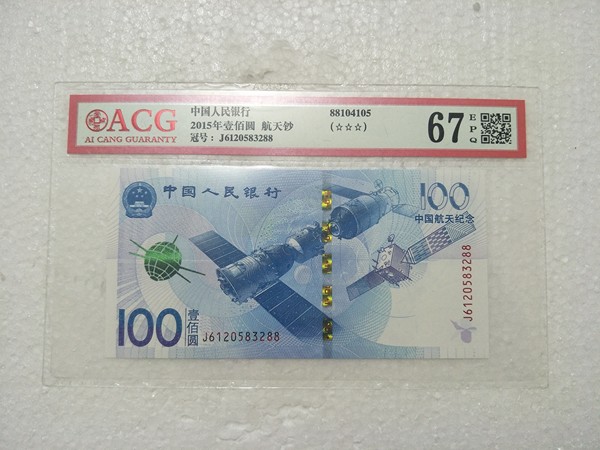 ACG
AI CANG GUARANTY
中国人民银行
2015年壹佰圆 航天钞
冠号: J6120583288
88104105
(☆☆☆)
67
EPQ
中国人民银行
100
中国航天纪念
J6120583288
100
壹佰圆
J6120583288